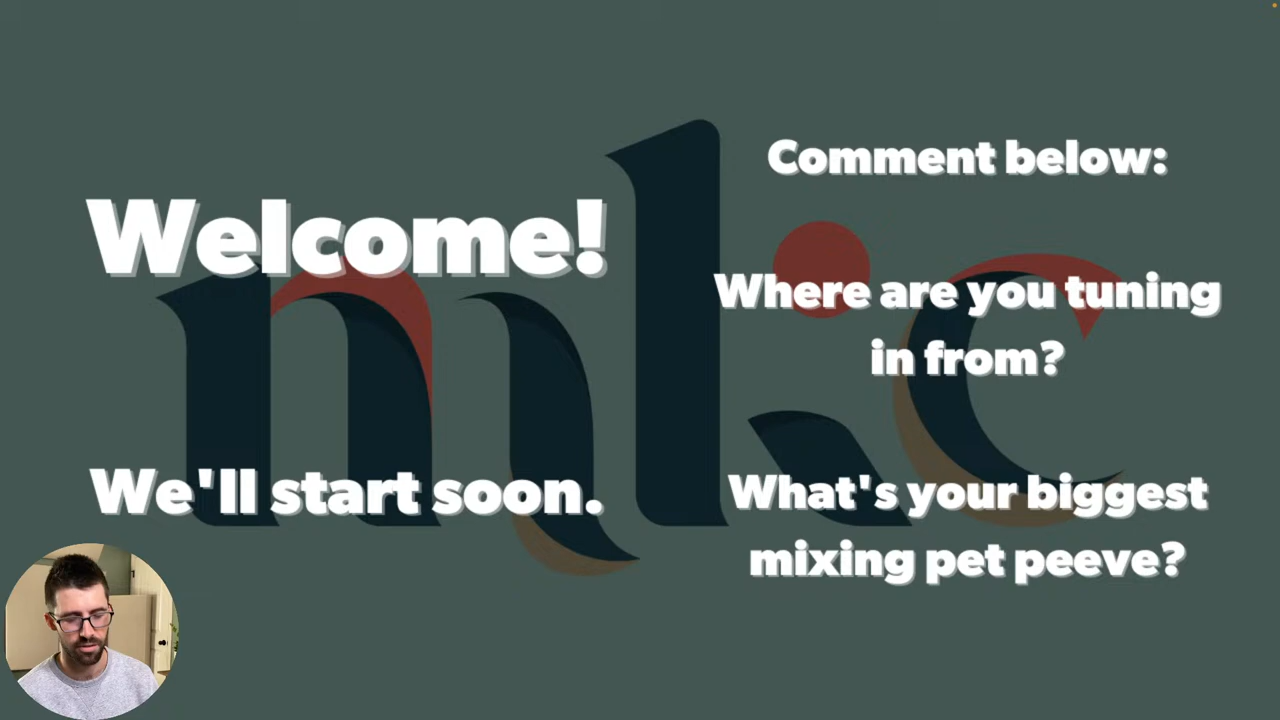 Welcome!
We'll start soon.
Comment below:
Where are you tuning
in from?
What's your biggest
mixing pet peeve?